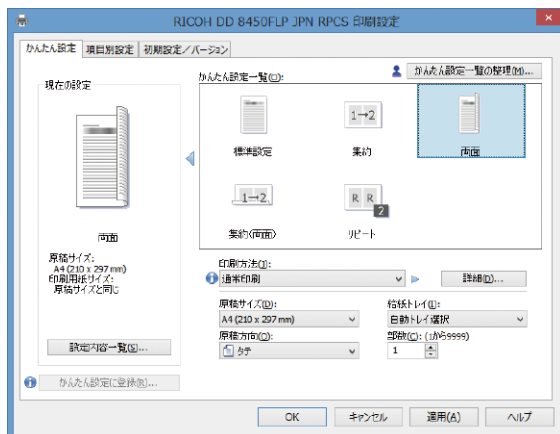 RICOH DD 8450FLP JPN RPCS 印刷設定
かんたん設定 項目別設定 初期設定／バージョン
現在の設定
両面
原稿サイズ:
A4 (210 x 297 mm)
印刷用紙サイズ:
原稿サイズと同じ
設定内容一覧(S)...
かんたん設定に登録(R)...
かんたん設定一覧(C):
かんたん設定一覧の整理(M)...
1→2
標準設定 集約 両面
1→2 R R 2
集約(両面) リピート
印刷方法(J):
通常印刷
詳細(D)...
原稿サイズ(D): 給紙トレイ(I):
A4 (210 x 297 mm) 自動トレイ選択
原稿方向(O): 部数(C): (1から9999)
タテ 1
OK キャンセル 適用(A) ヘルプ